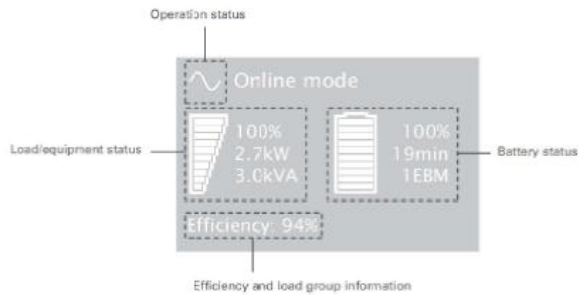 Operation status
Online mode
Load/equipment status
100%
2.7kW
3.0kVA
100%
19min
1EBM
Battery status
Efficiency: 94%
Efficiency and load group information